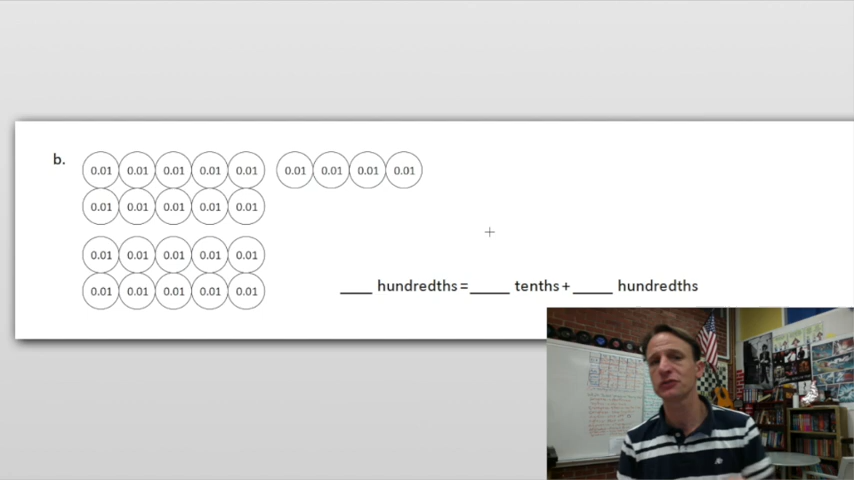 b.
0.01 0.01 0.01 0.01 0.01 0.01 0.01 0.01 0.01
0.01 0.01 0.01 0.01 0.01
0.01 0.01 0.01 0.01 0.01
0.01 0.01 0.01 0.01 0.01
____ hundredths = _____ tenths + _____ hundredths